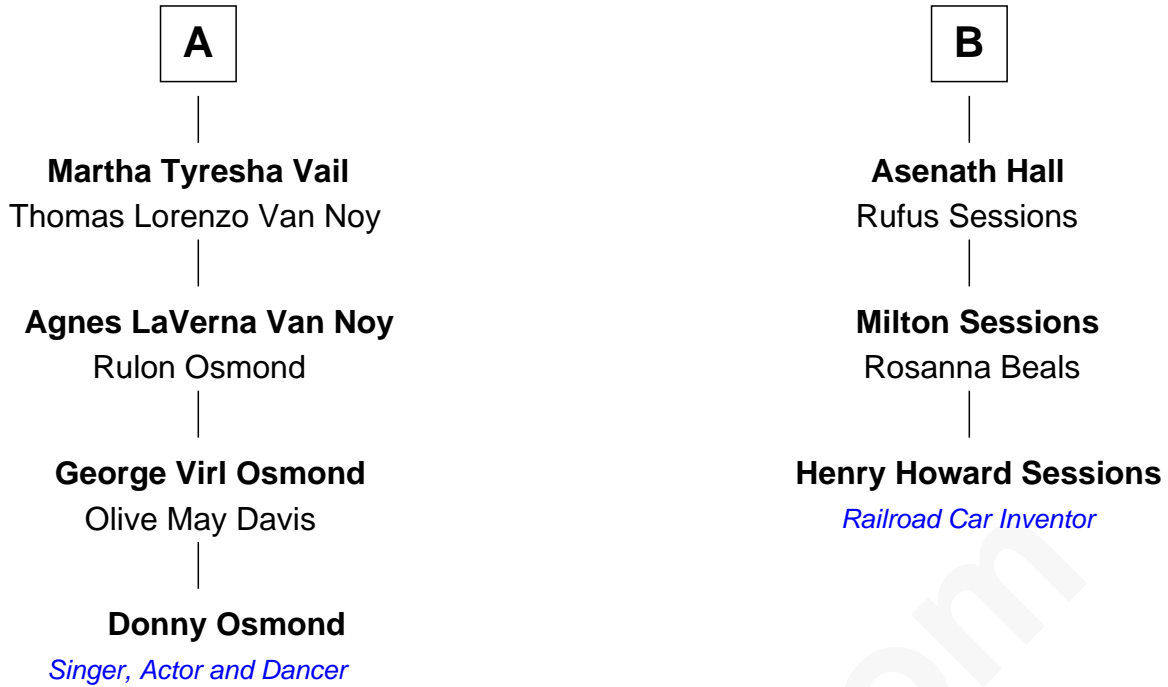 A
Martha Tyresha Vail
Thomas Lorenzo Van Noy
Agnes LaVerna Van Noy
Rulon Osmond
George Virl Osmond
Olive May Davis
Donny Osmond
Singer, Actor and Dancer
B
Asenath Hall
Rufus Sessions
Milton Sessions
Rosanna Beals
Henry Howard Sessions
Railroad Car Inventor
om